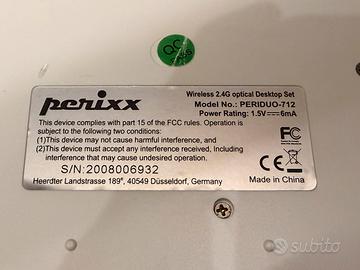 QC
perixx
Wireless 2.4G optical Desktop Set
Model No.: PERIDUO-712
Power Rating: 1.5V⎓6mA
This device complies with part 15 of the FCC rules. Operation is
subject to the following two conditions:
(1)This device may not cause harmful interference, and
(2)This device must accept any interference received, Including
interference that may cause undesired operation.
FC
CE
S/N:2008006932
Heerdter Landstrasse 189e, 40549 Düsseldorf, Germany
Made in China
subito